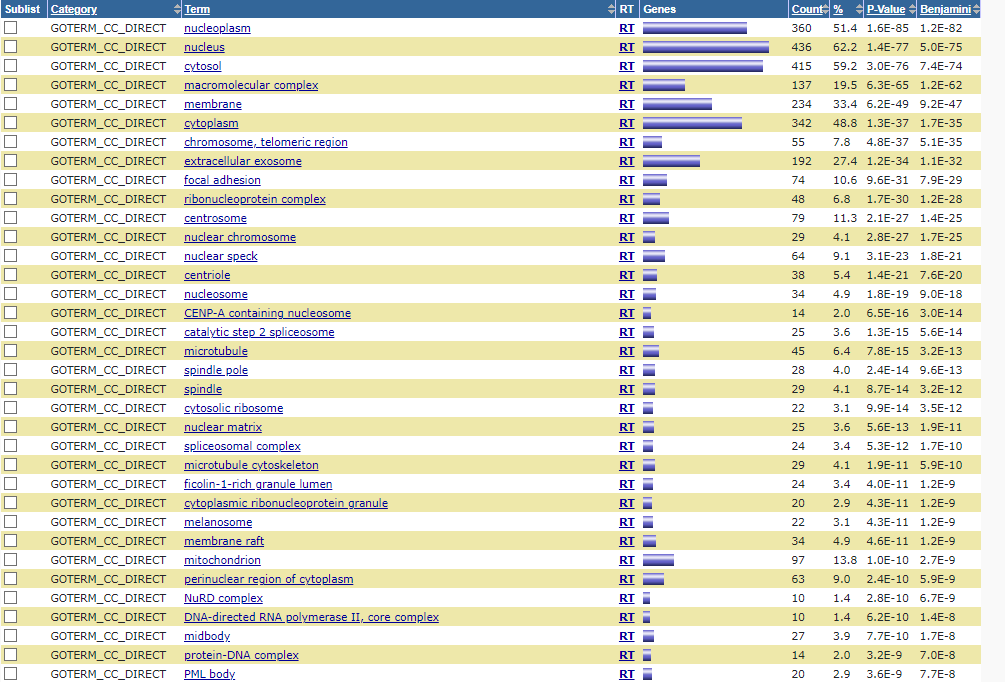 Sublist Category Term RT Genes Count % P-Value Benjamini
GOTERM_CC_DIRECT nucleoplasm RT 360 51.4 1.6E-85 1.2E-82
GOTERM_CC_DIRECT nucleus RT 436 62.2 1.4E-77 5.0E-75
GOTERM_CC_DIRECT cytosol RT 415 59.2 3.0E-76 7.4E-74
GOTERM_CC_DIRECT macromolecular complex RT 137 19.5 6.3E-65 1.2E-62
GOTERM_CC_DIRECT membrane RT 234 33.4 6.2E-49 9.2E-47
GOTERM_CC_DIRECT cytoplasm RT 342 48.8 1.3E-37 1.7E-35
GOTERM_CC_DIRECT chromosome, telomeric region RT 55 7.8 4.8E-37 5.1E-35
GOTERM_CC_DIRECT extracellular exosome RT 192 27.4 1.2E-34 1.1E-32
GOTERM_CC_DIRECT focal adhesion RT 74 10.6 9.6E-31 7.9E-29
GOTERM_CC_DIRECT ribonucleoprotein complex RT 48 6.8 1.7E-30 1.2E-28
GOTERM_CC_DIRECT centrosome RT 79 11.3 2.1E-27 1.4E-25
GOTERM_CC_DIRECT nuclear chromosome RT 29 4.1 2.8E-27 1.7E-25
GOTERM_CC_DIRECT nuclear speck RT 64 9.1 3.1E-23 1.8E-21
GOTERM_CC_DIRECT centriole RT 38 5.4 1.4E-21 7.6E-20
GOTERM_CC_DIRECT nucleosome RT 34 4.9 1.8E-19 9.0E-18
GOTERM_CC_DIRECT CENP-A containing nucleosome RT 14 2.0 6.5E-16 3.0E-14
GOTERM_CC_DIRECT catalytic step 2 spliceosome RT 25 3.6 1.3E-15 5.6E-14
GOTERM_CC_DIRECT microtubule RT 45 6.4 7.8E-15 3.2E-13
GOTERM_CC_DIRECT spindle pole RT 28 4.0 2.4E-14 9.6E-13
GOTERM_CC_DIRECT spindle RT 29 4.1 8.7E-14 3.2E-12
GOTERM_CC_DIRECT cytosolic ribosome RT 22 3.1 9.9E-14 3.5E-12
GOTERM_CC_DIRECT nuclear matrix RT 25 3.6 5.6E-13 1.9E-11
GOTERM_CC_DIRECT spliceosomal complex RT 24 3.4 5.3E-12 1.7E-10
GOTERM_CC_DIRECT microtubule cytoskeleton RT 29 4.1 1.9E-11 5.9E-10
GOTERM_CC_DIRECT ficolin-1-rich granule lumen RT 24 3.4 4.0E-11 1.2E-9
GOTERM_CC_DIRECT cytoplasmic ribonucleoprotein granule RT 20 2.9 4.3E-11 1.2E-9
GOTERM_CC_DIRECT melanosome RT 22 3.1 4.3E-11 1.2E-9
GOTERM_CC_DIRECT membrane raft RT 34 4.9 4.6E-11 1.2E-9
GOTERM_CC_DIRECT mitochondrion RT 97 13.8 1.0E-10 2.7E-9
GOTERM_CC_DIRECT perinuclear region of cytoplasm RT 63 9.0 2.4E-10 5.9E-9
GOTERM_CC_DIRECT NuRD complex RT 10 1.4 2.8E-10 6.7E-9
GOTERM_CC_DIRECT DNA-directed RNA polymerase II, core complex RT 10 1.4 6.2E-10 1.4E-8
GOTERM_CC_DIRECT midbody RT 27 3.9 7.7E-10 1.7E-8
GOTERM_CC_DIRECT protein-DNA complex RT 14 2.0 3.2E-9 7.0E-8
GOTERM_CC_DIRECT PML body RT 20 2.9 3.6E-9 7.7E-8